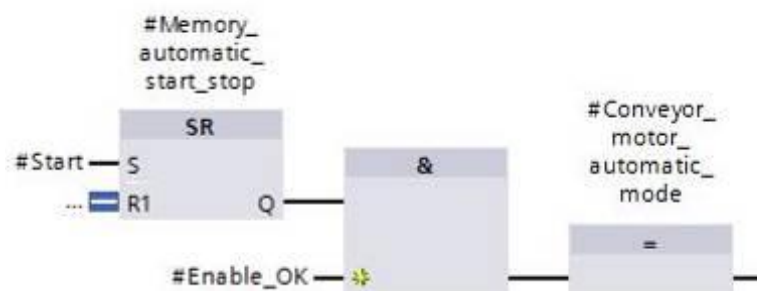 #Memory_
automatic_
start_stop
SR
#Start
S
...
R1
Q
&
#Enable_OK
#Conveyor_
motor_
automatic_
mode
=